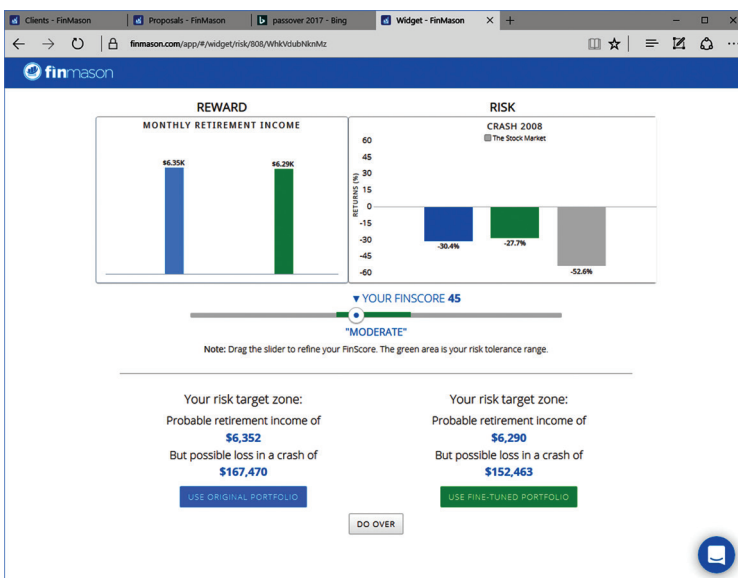 Clients - FinMason
Proposals - FinMason
passover 2017 - Bing
Widget - FinMason
finmason.com/app/#/widget/risk/808/WhkVdubNknMz
finmason
REWARD
RISK
MONTHLY RETIREMENT INCOME
$6.35K
$6.29K
CRASH 2008
The Stock Market
RETURNS (%)
60
45
30
15
0
-15
-30
-45
-60
-30.4%
-27.7%
-52.6%
▼YOUR FINSCORE 45
"MODERATE"
Note: Drag the slider to refine your FinScore. The green area is your risk tolerance range.
Your risk target zone:
Probable retirement income of
$6,352
But possible loss in a crash of
$167,470
USE ORIGINAL PORTFOLIO
Your risk target zone:
Probable retirement income of
$6,290
But possible loss in a crash of
$152,463
USE FINE-TUNED PORTFOLIO
DO OVER